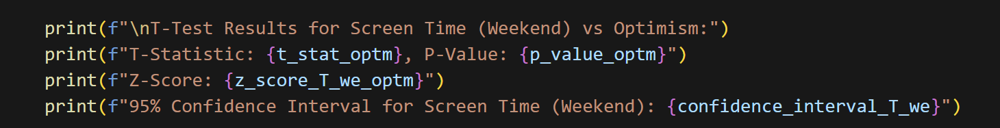 print(f"\nT-Test Results for Screen Time (Weekend) vs Optimism:")
print(f"T-Statistic: {t_stat_optm}, P-Value: {p_value_optm}")
print(f"Z-Score: {z_score_T_we_optm}")
print(f"95% Confidence Interval for Screen Time (Weekend): {confidence_interval_T_we}")